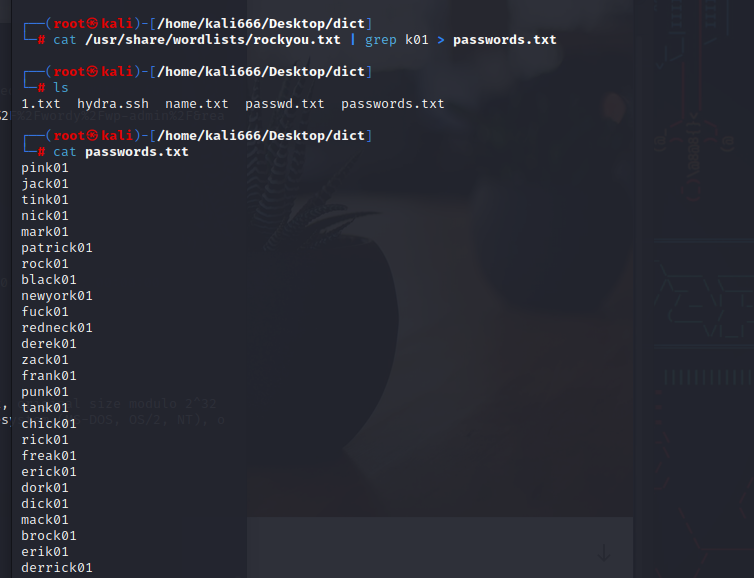 ┌──(root㉿kali)-[/home/kali666/Desktop/dict]
└─# cat /usr/share/wordlists/rockyou.txt | grep k01 > passwords.txt
┌──(root㉿kali)-[/home/kali666/Desktop/dict]
└─# ls
1.txt  hydra.ssh  name.txt  passwd.txt  passwords.txt
┌──(root㉿kali)-[/home/kali666/Desktop/dict]
└─# cat passwords.txt
pink01
jack01
tink01
nick01
mark01
patrick01
rock01
black01
newyork01
fuck01
redneck01
derek01
zack01
frank01
punk01
tank01
chick01
rick01
freak01
erick01
dork01
dick01
mack01
brock01
erik01
derrick01